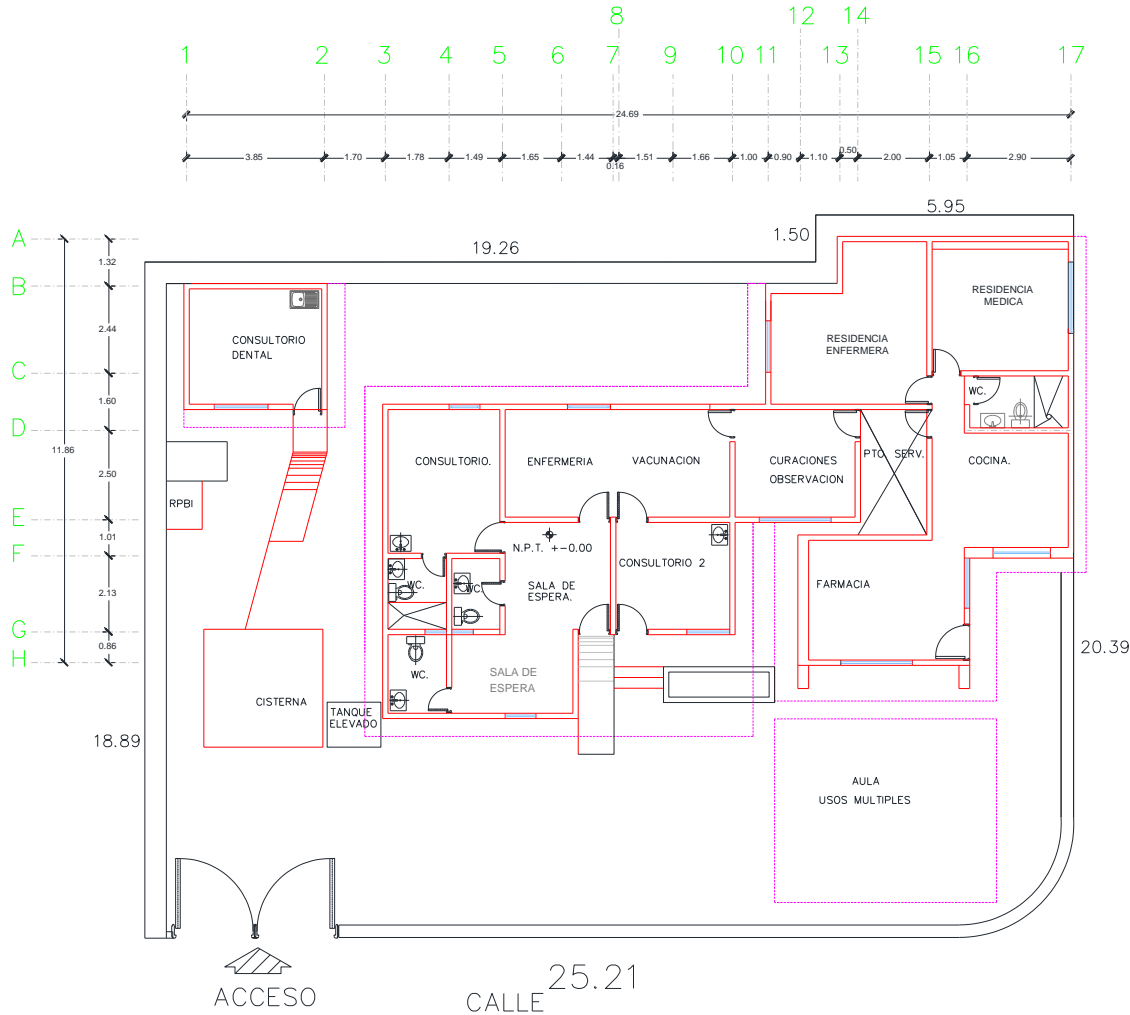 8
12 14
1 2 3 4 5 6 7 9 10 11 13 15 16 17
24.69
3.85 1.70 1.78 1.49 1.65 1.44 0.16 1.51 1.66 1.00 0.90 1.10 0.50 2.00 1.05 2.90
5.95
1.50
19.26
A
1.32
B
2.44
C
1.60
D
11.86
2.50
E
1.01
F
2.13
G
0.86
H
RESIDENCIA
MEDICA
CONSULTORIO
DENTAL
RESIDENCIA
ENFERMERA
WC.
CONSULTORIO.
ENFERMERIA
VACUNACION
CURACIONES
OBSERVACION
PTO. SERV.
COCINA.
RPBI
N.P.T. +-0.00
CONSULTORIO 2
SALA DE
ESPERA.
WC.
WC.
FARMACIA
WC.
SALA DE
ESPERA
20.39
CISTERNA
TANQUE
ELEVADO
18.89
AULA
USOS MULTIPLES
25.21
ACCESO
CALLE